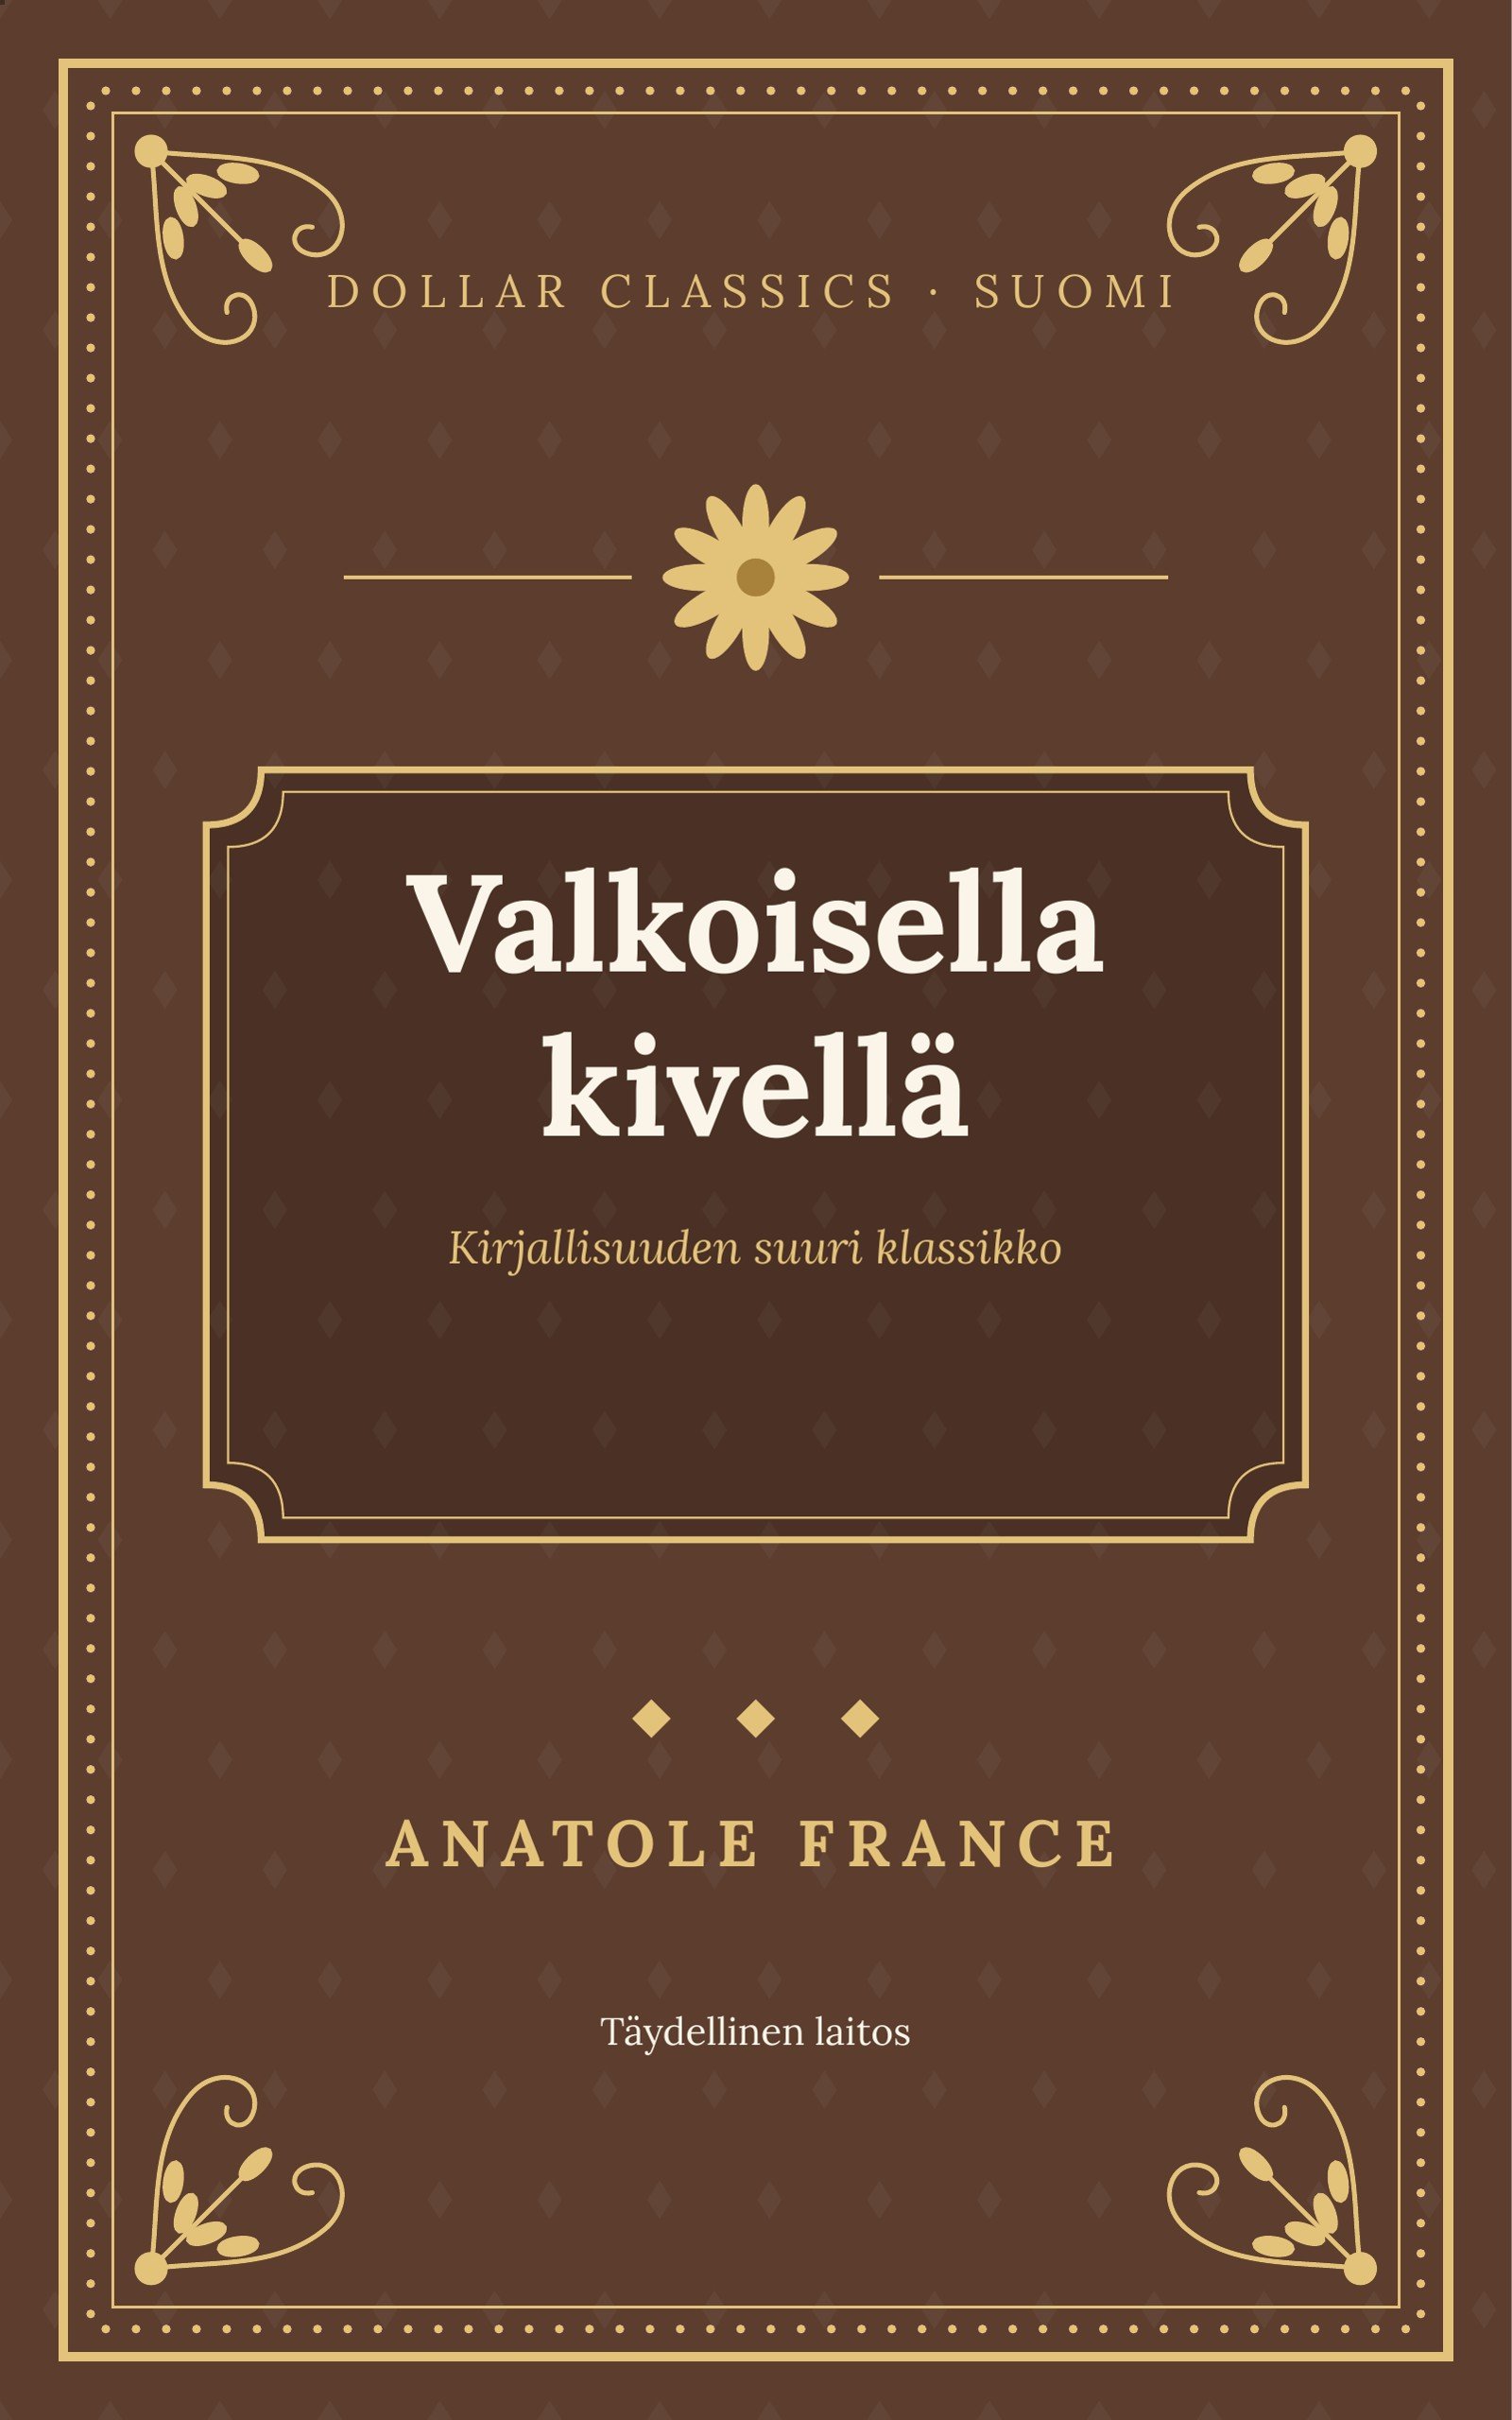 DOLLAR CLASSICS · SUOMI
Valkoisella
kivellä
Kirjallisuuden suuri klassikko
ANATOLE FRANCE
Täydellinen laitos